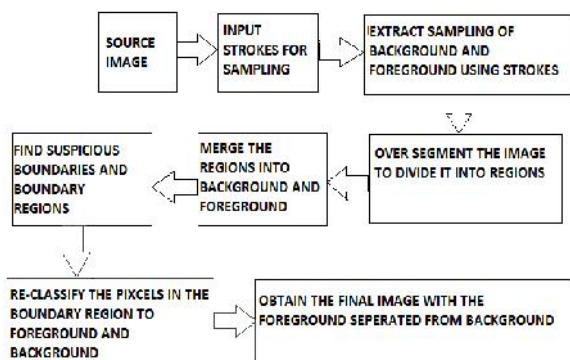 SOURCE
IMAGE
INPUT
STROKES FOR
SAMPLING
EXTRACT SAMPLING OF
BACKGROUND AND
FOREGROUND USING STROKES
OVER SEGMENT THE IMAGE
TO DIVIDE IT INTO REGIONS
MERGE THE
REGIONS INTO
BACKGROUND AND
FOREGROUND
FIND SUSPICIOUS
BOUNDARIES AND
BOUNDARY
REGIONS
RE-CLASSIFY THE PIXCELS IN THE
BOUNDARY REGION TO
FOREGROUND AND
BACKGROUND
OBTAIN THE FINAL IMAGE WITH THE
FOREGROUND SEPERATED FROM BACKGROUND